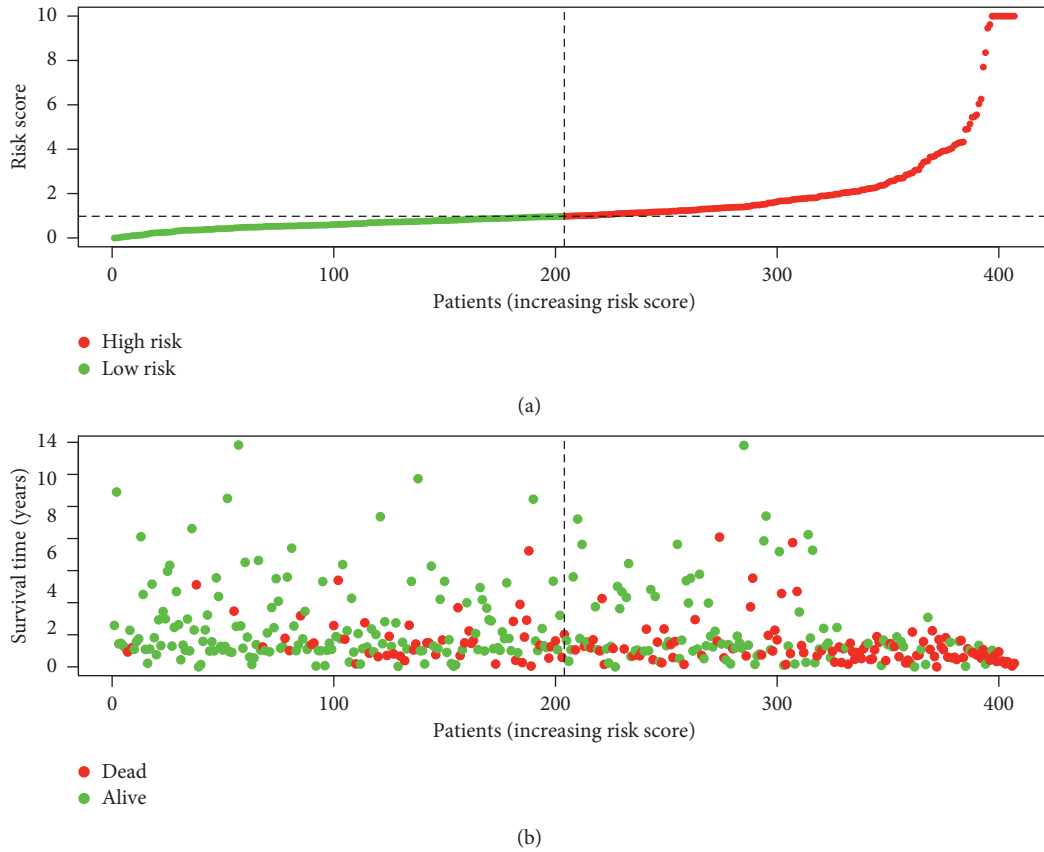 10
8
6
4
2
0
Risk score
0
100
200
300
400
Patients (increasing risk score)
High risk
Low risk
(a)
14
10
8
6
4
2
0
Survival time (years)
0
100
200
300
400
Patients (increasing risk score)
Dead
Alive
(b)